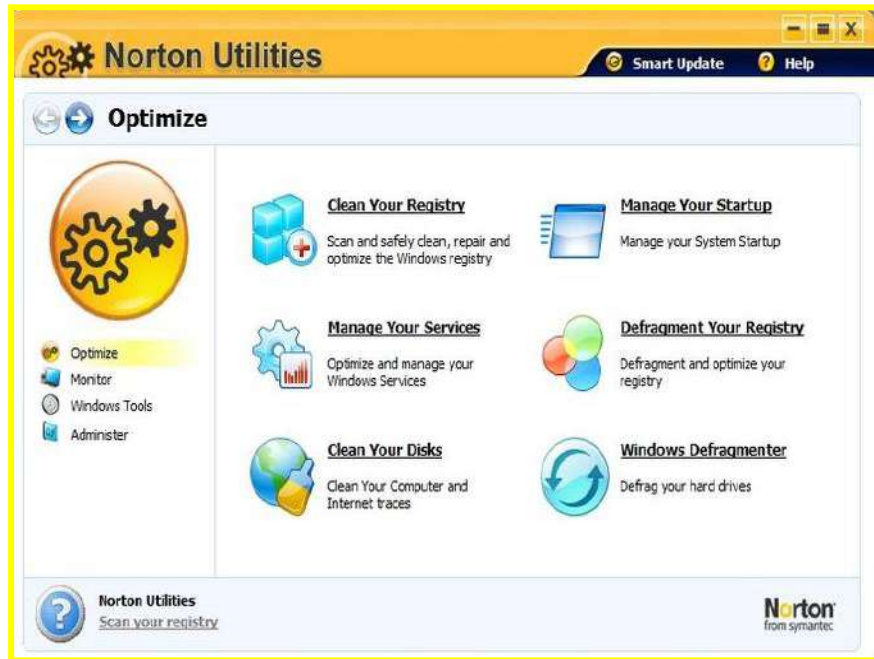 Norton Utilities
Smart Update
Help
Optimize
Optimize
Monitor
Windows Tools
Administer
Clean Your Registry
Scan and safely clean, repair and
optimize the Windows registry
Manage Your Startup
Manage your System Startup
Manage Your Services
Optimize and manage your
Windows Services
Defragment Your Registry
Defragment and optimize your
registry
Clean Your Disks
Clean Your Computer and
Internet traces
Windows Defragmenter
Defrag your hard drives
Norton Utilities
Scan your registry
Norton
from symantec